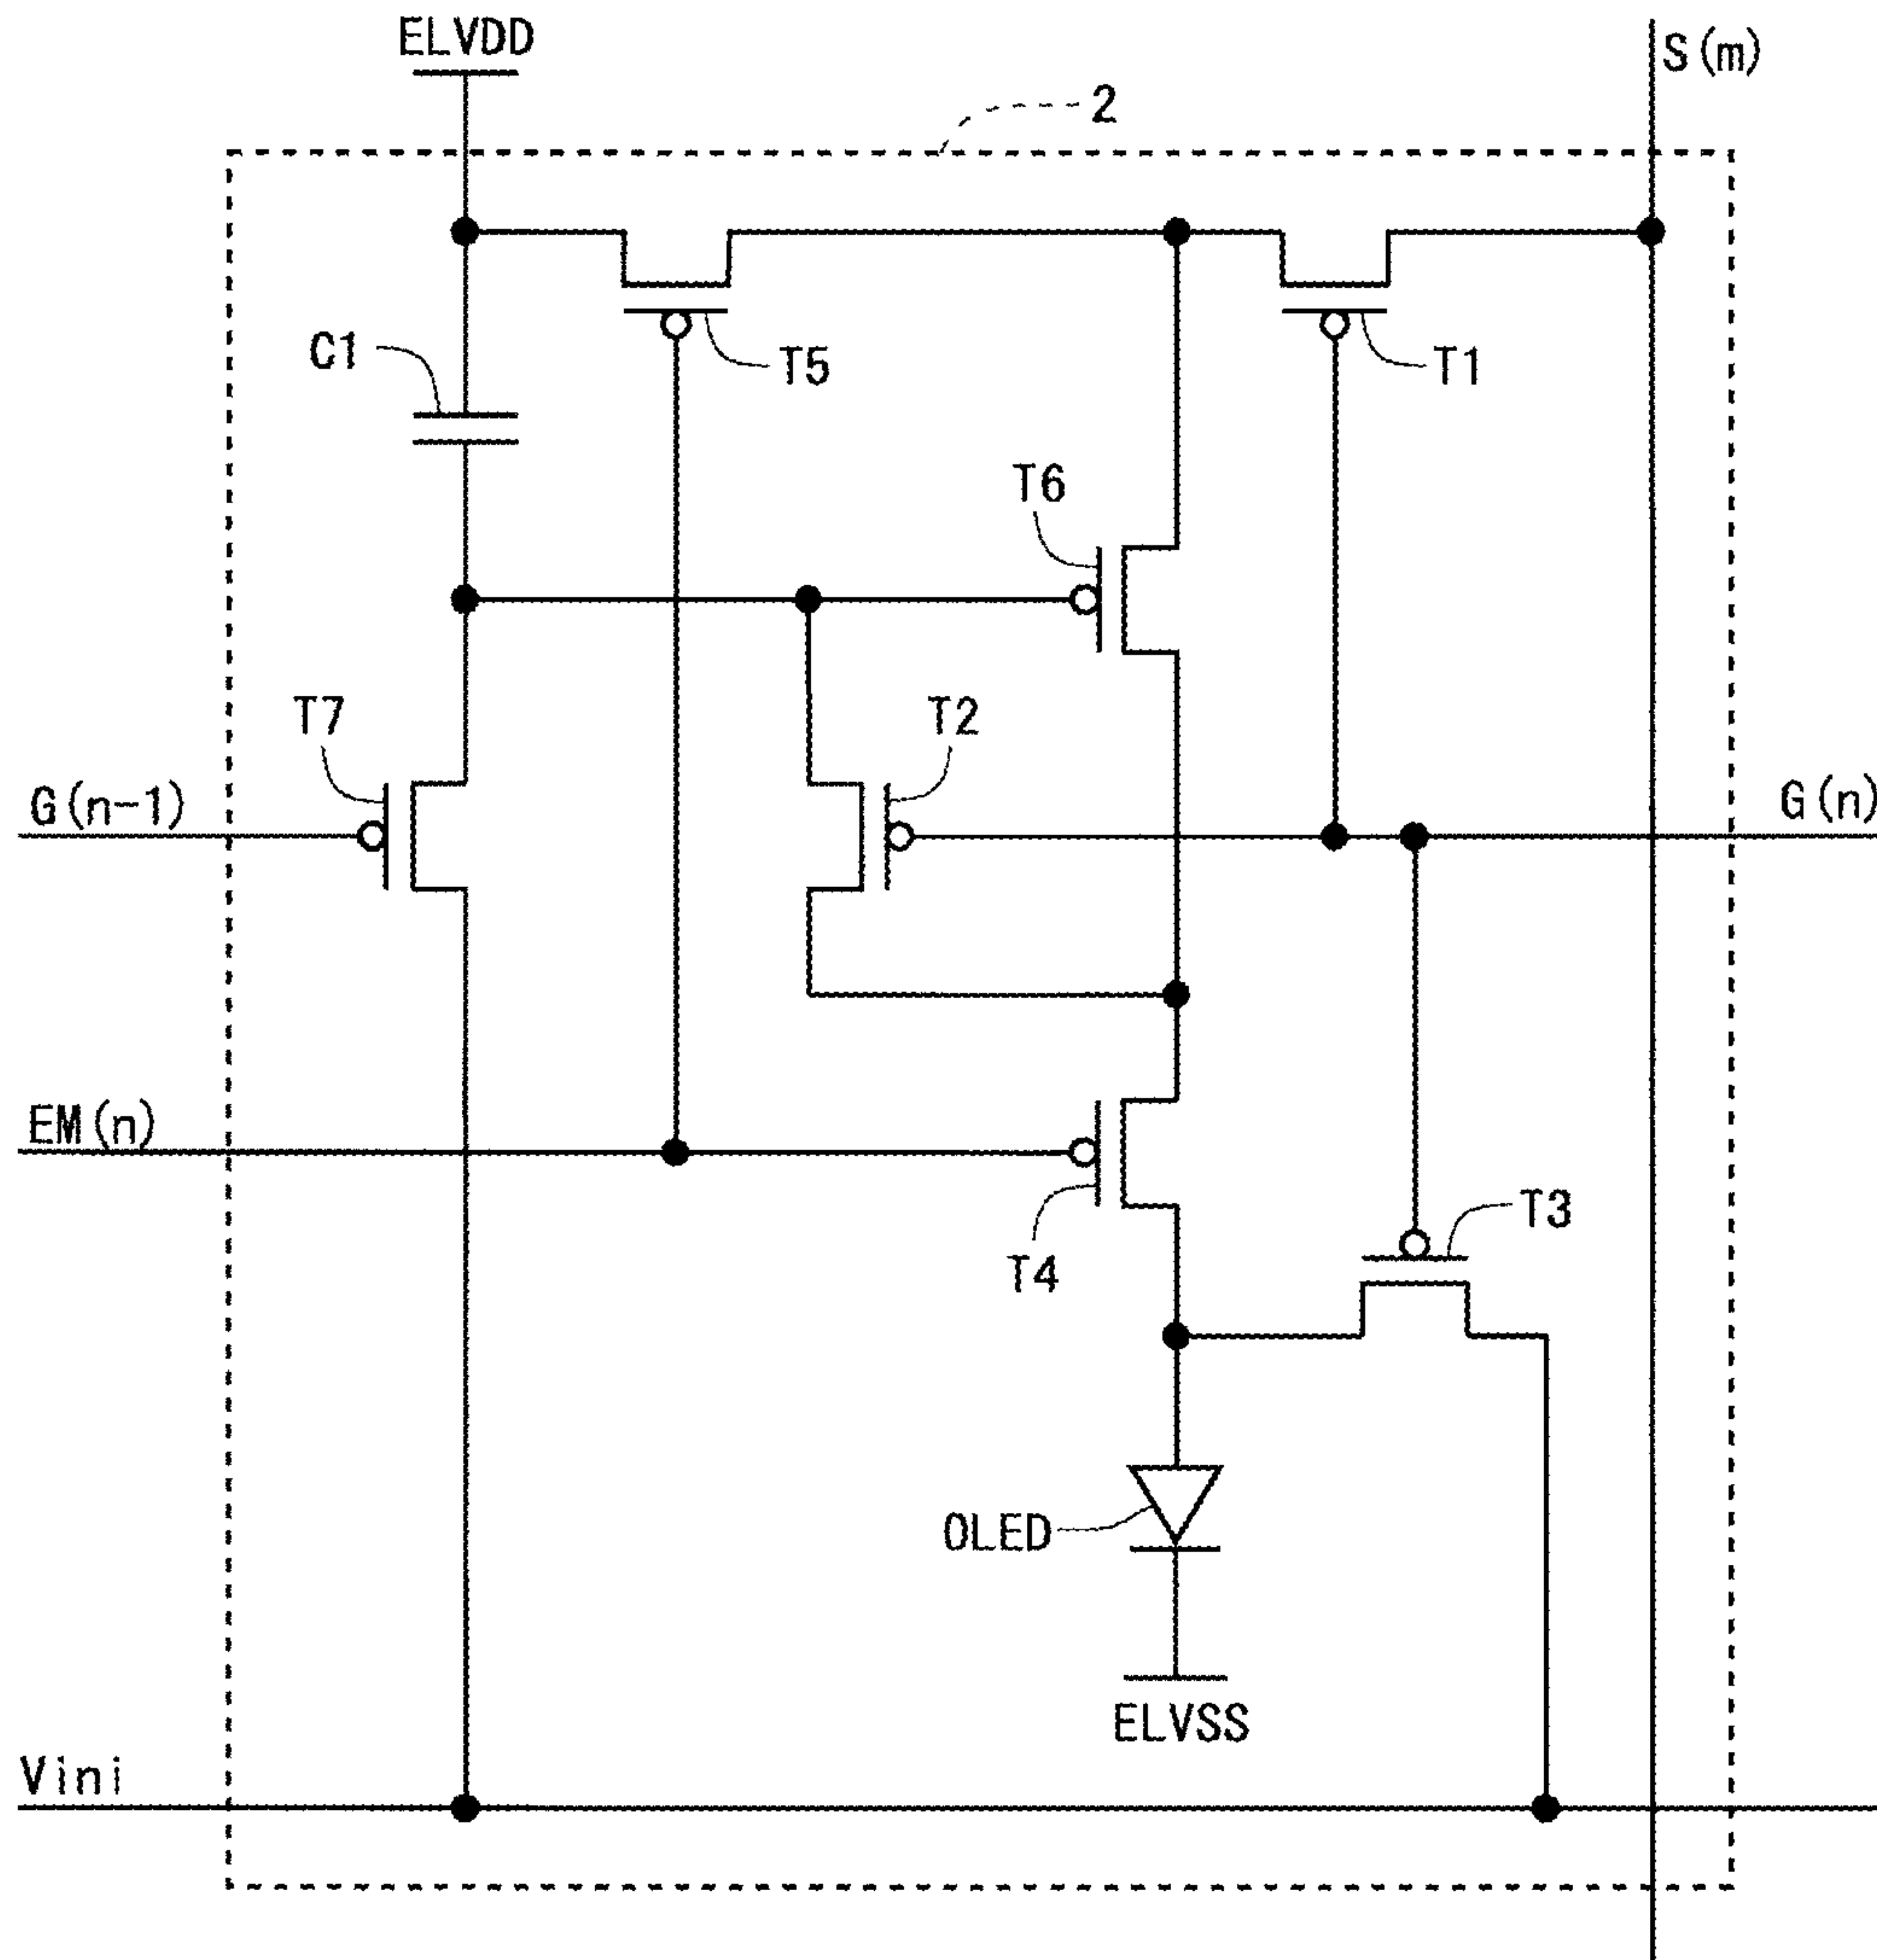 ELVDD
S(m)
2
C1
T5
T1
T6
T7
T2
G(n-1)
G(n)
EM(n)
T4
T3
OLED
ELVSS
Vini